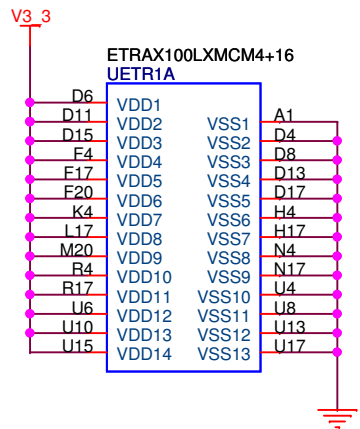 V3_3
ETRAX100LXMCM4+16
UETR1A
D6 VDD1
D11 VDD2 VSS1 A1
D15 VDD3 VSS2 D4
F4 VDD4 VSS3 D8
F17 VDD5 VSS4 D13
F20 VDD6 VSS5 D17
K4 VDD7 VSS6 H4
L17 VDD8 VSS7 H17
M20 VDD9 VSS8 N4
R4 VDD10 VSS9 N17
R17 VDD11 VSS10 U4
U6 VDD12 VSS11 U8
U10 VDD13 VSS12 U13
U15 VDD14 VSS13 U17